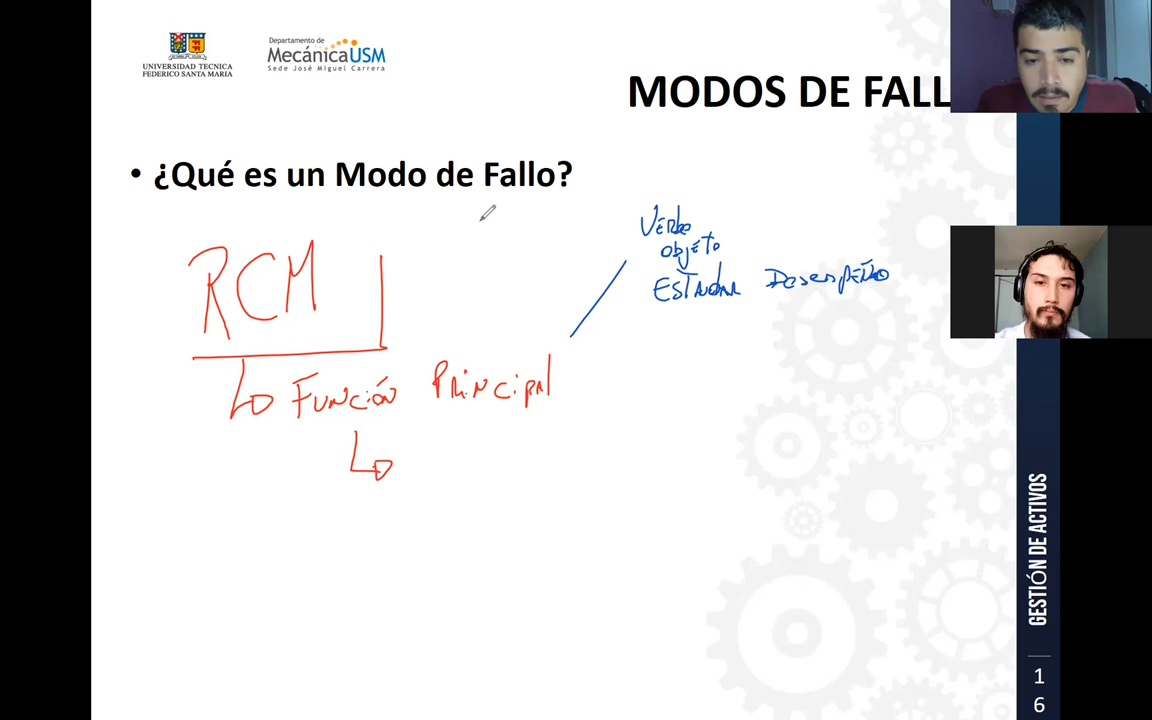 UNIVERSIDAD TECNICA
FEDERICO SANTA MARIA
Departamento de
MecánicaUSM
Sede José Miguel Carrera
MODOS DE FALL
• ¿Qué es un Modo de Fallo?
VERBO
OBJETO
ESTANDAR DESEMPEÑO
RCM
FUNCIÓN PRINCIPAL
GESTIÓN DE ACTIVOS
1
6